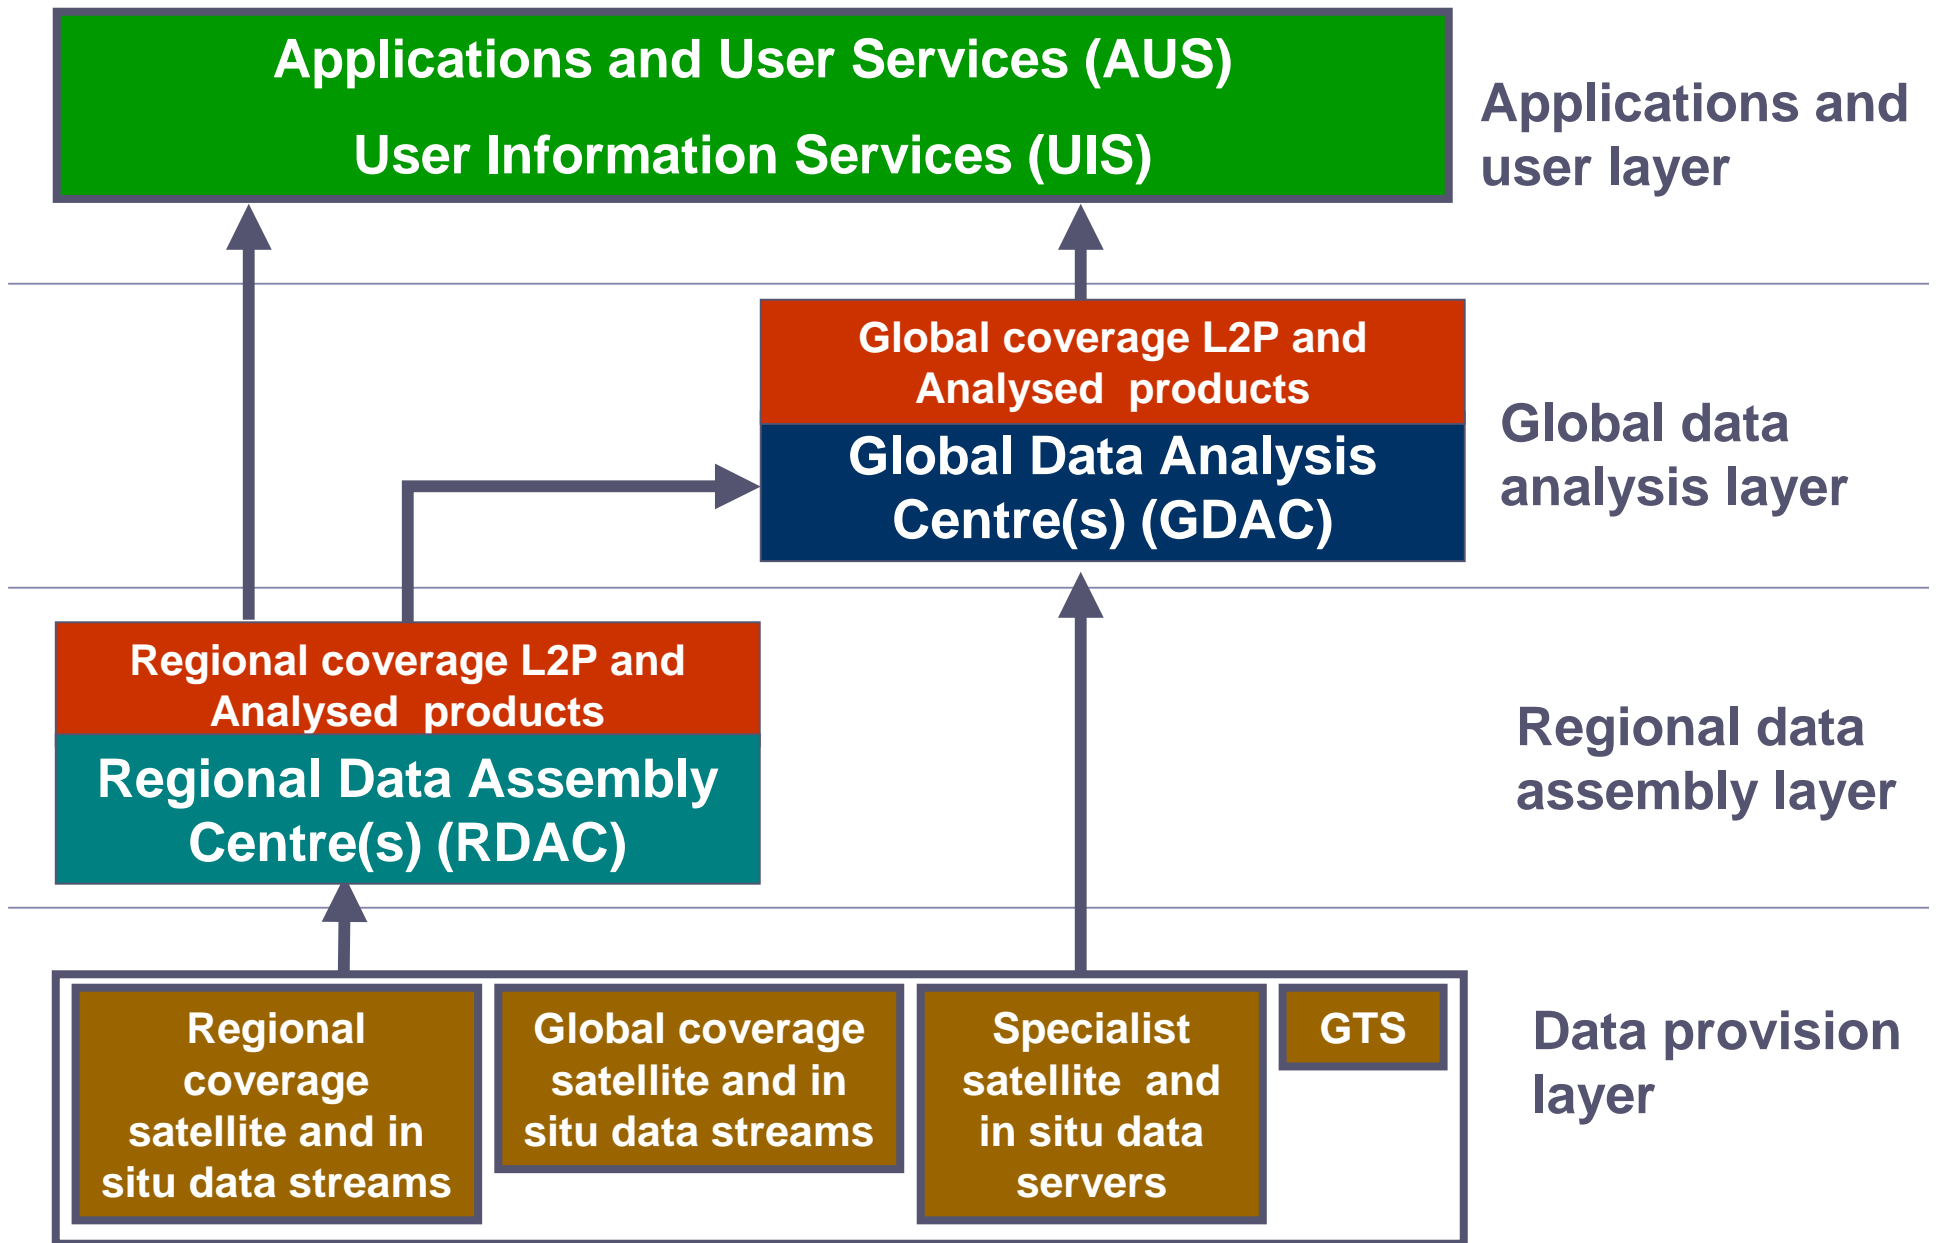 Applications and User Services (AUS)
User Information Services (UIS)
Applications and
user layer
Global coverage L2P and
Analysed  products
Global Data Analysis
Centre(s) (GDAC)
Global data
analysis layer
Regional coverage L2P and
Analysed  products
Regional Data Assembly
Centre(s) (RDAC)
Regional data
assembly layer
Regional
coverage
satellite and in
situ data streams
Global coverage
satellite and in
situ data streams
Specialist
satellite  and
in situ data
servers
GTS
Data provision
layer